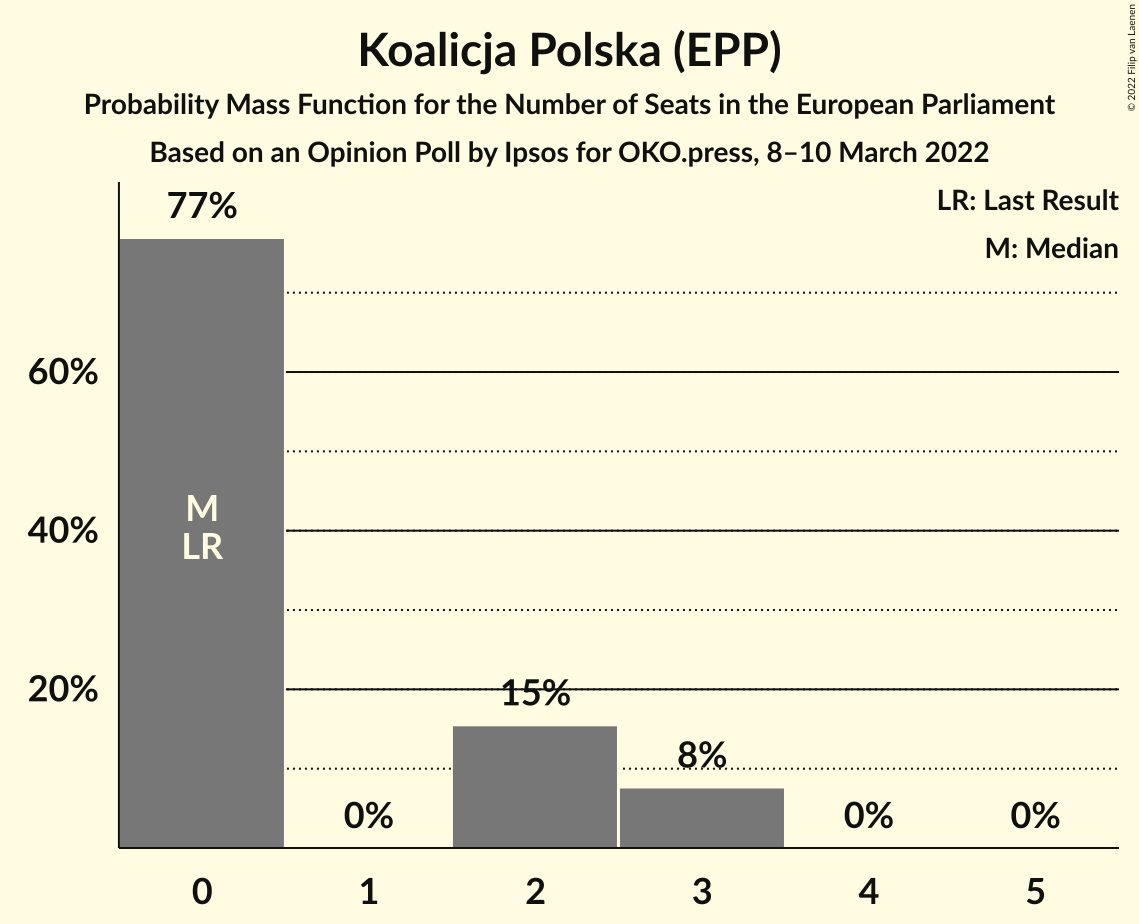 Koalicja Polska (EPP)
Probability Mass Function for the Number of Seats in the European Parliament
Based on an Opinion Poll by Ipsos for OKO.press, 8–10 March 2022
© 2022 Filip van Laenen
LR: Last Result
M: Median
77%
60%
40%
20%
M
LR
0%
15%
8%
0%
0%
0 1 2 3 4 5